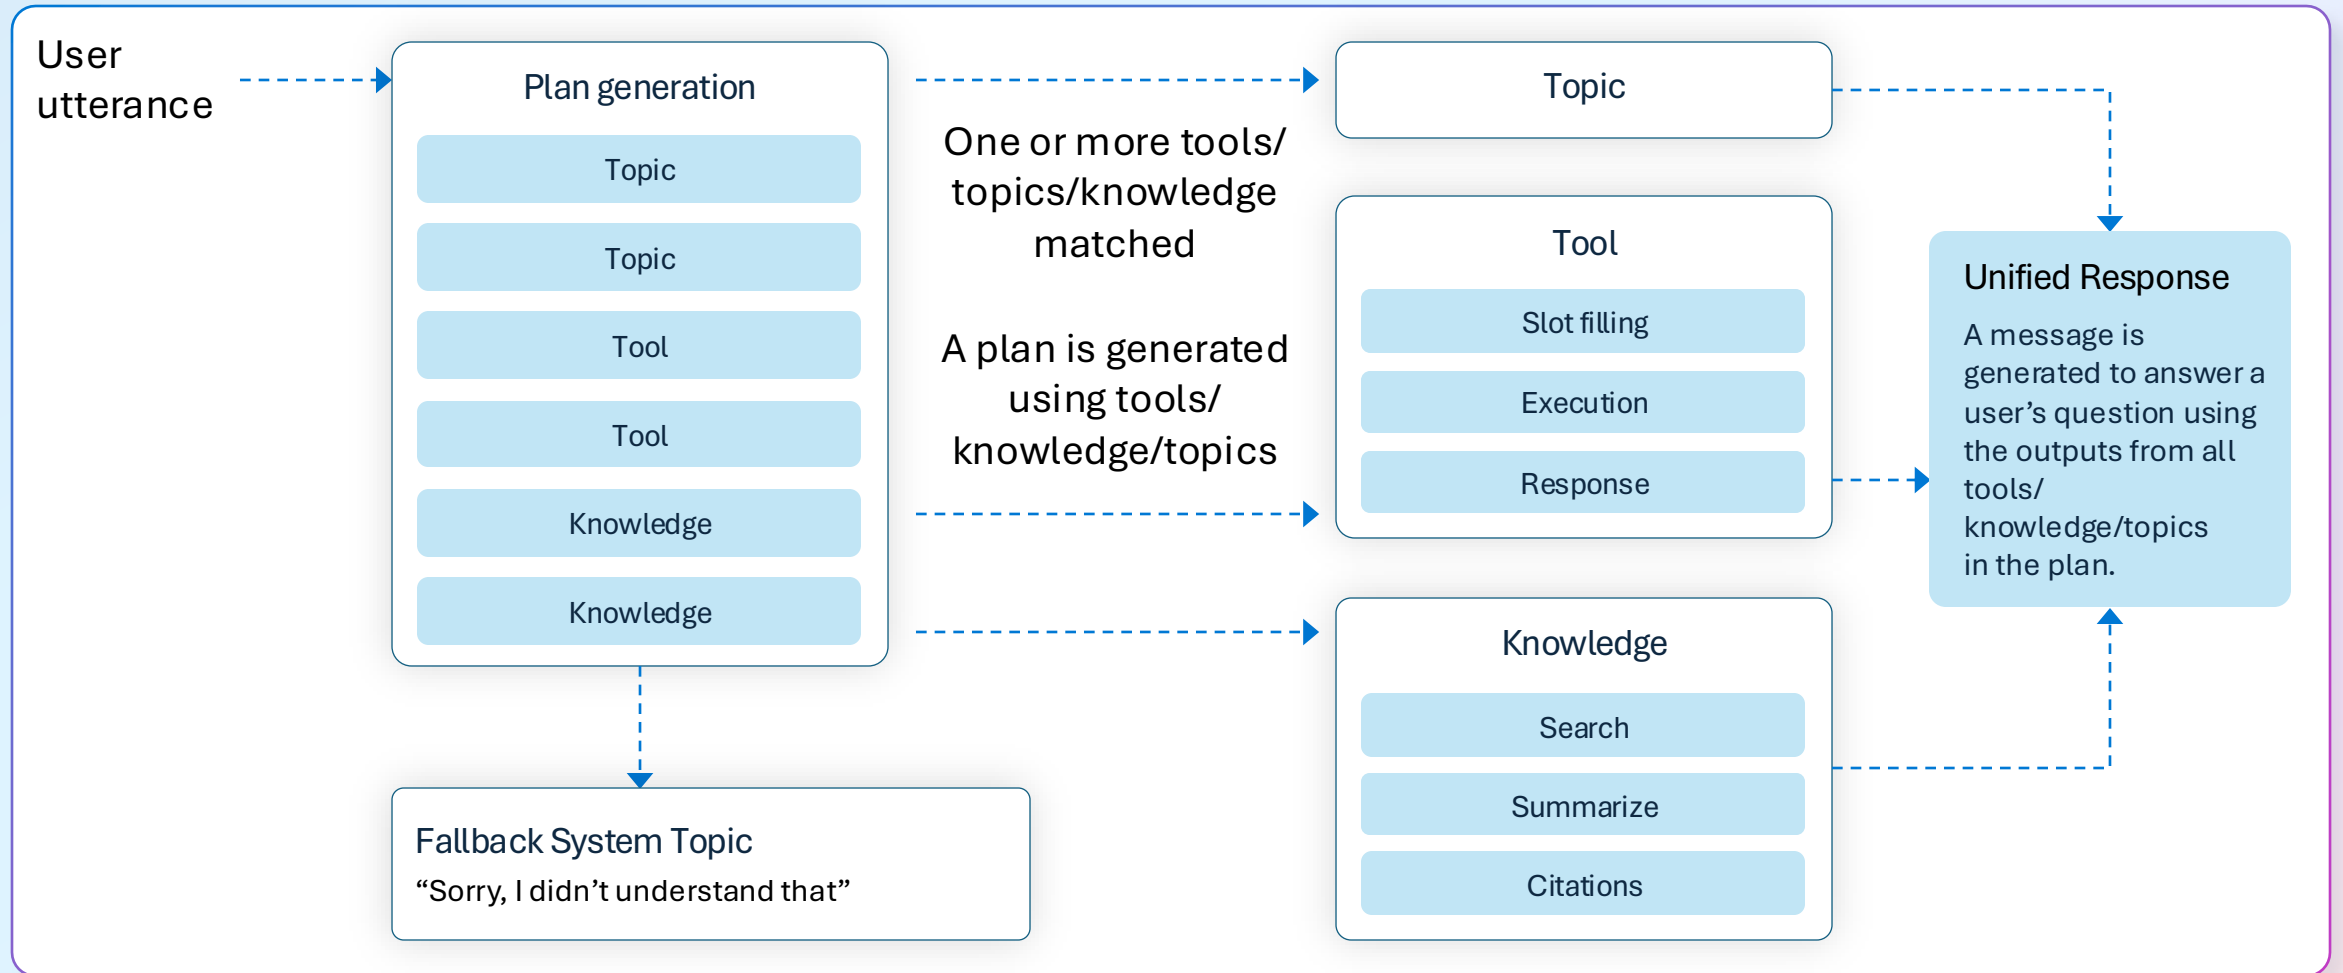 User
utterance
Plan generation
Topic
Topic
Tool
Tool
Knowledge
Knowledge
One or more tools/
topics/knowledge
matched
A plan is generated
using tools/
knowledge/topics
Topic
Tool
Slot filling
Execution
Response
Knowledge
Search
Summarize
Citations
Unified Response
A message is
generated to answer a
user’s question using
the outputs from all
tools/
knowledge/topics
in the plan.
Fallback System Topic
“Sorry, I didn’t understand that”